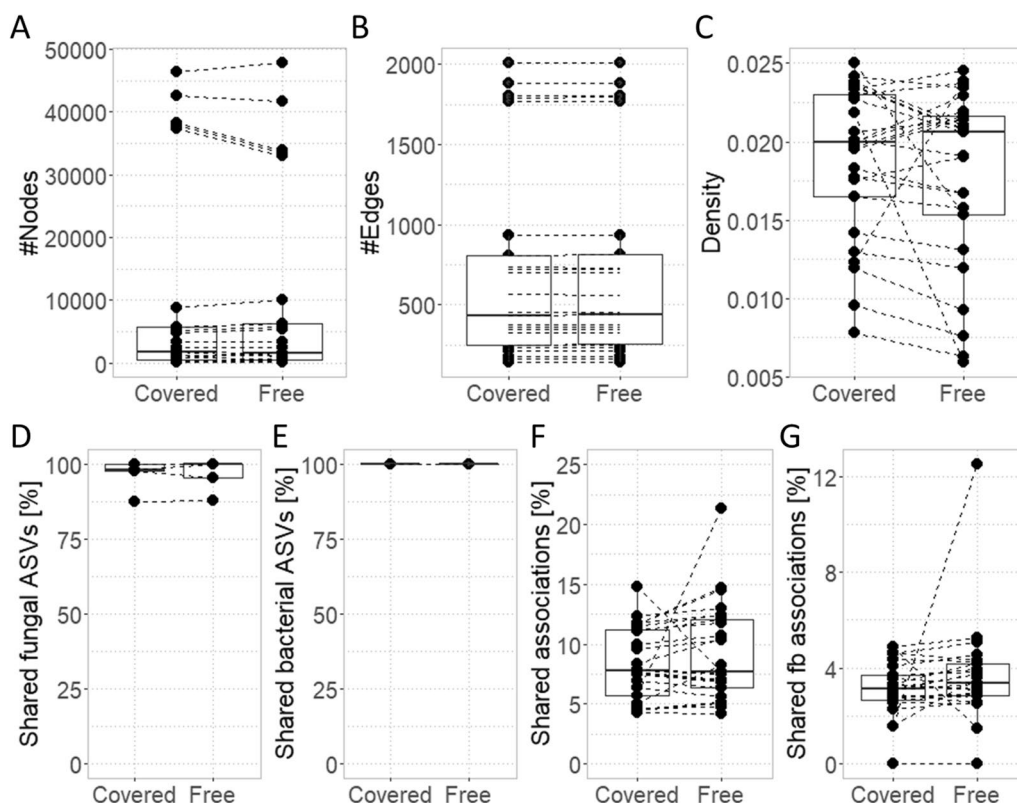 A
#Nodes
50000
40000
30000
20000
10000
0
Covered Free
B
#Edges
2000
1500
1000
500
Covered Free
C
Density
0.025
0.020
0.015
0.010
0.005
Covered Free
D
Shared fungal ASVs [%]
100
75
50
25
0
Covered Free
E
Shared bacterial ASVs [%]
100
75
50
25
0
Covered Free
F
Shared associations [%]
25
20
15
10
5
0
Covered Free
G
Shared fb associations [%]
12
8
4
0
Covered Free